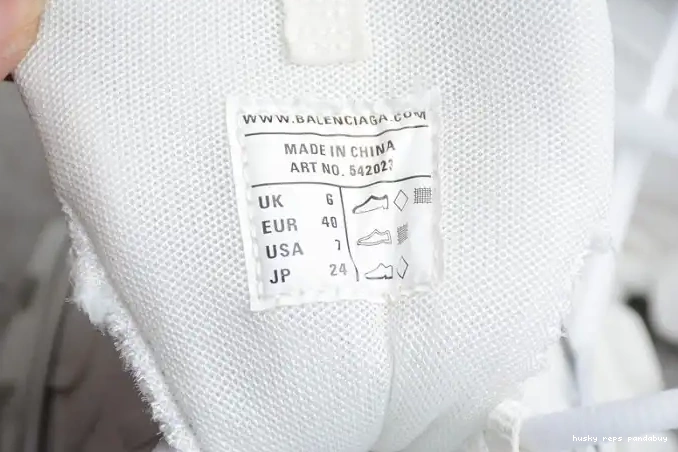 WWW.BALENCIAGA.COM
MADE IN CHINA
ART NO. 542023
UK 6
EUR 40
USA 7
JP 24
husky reps pandabuy